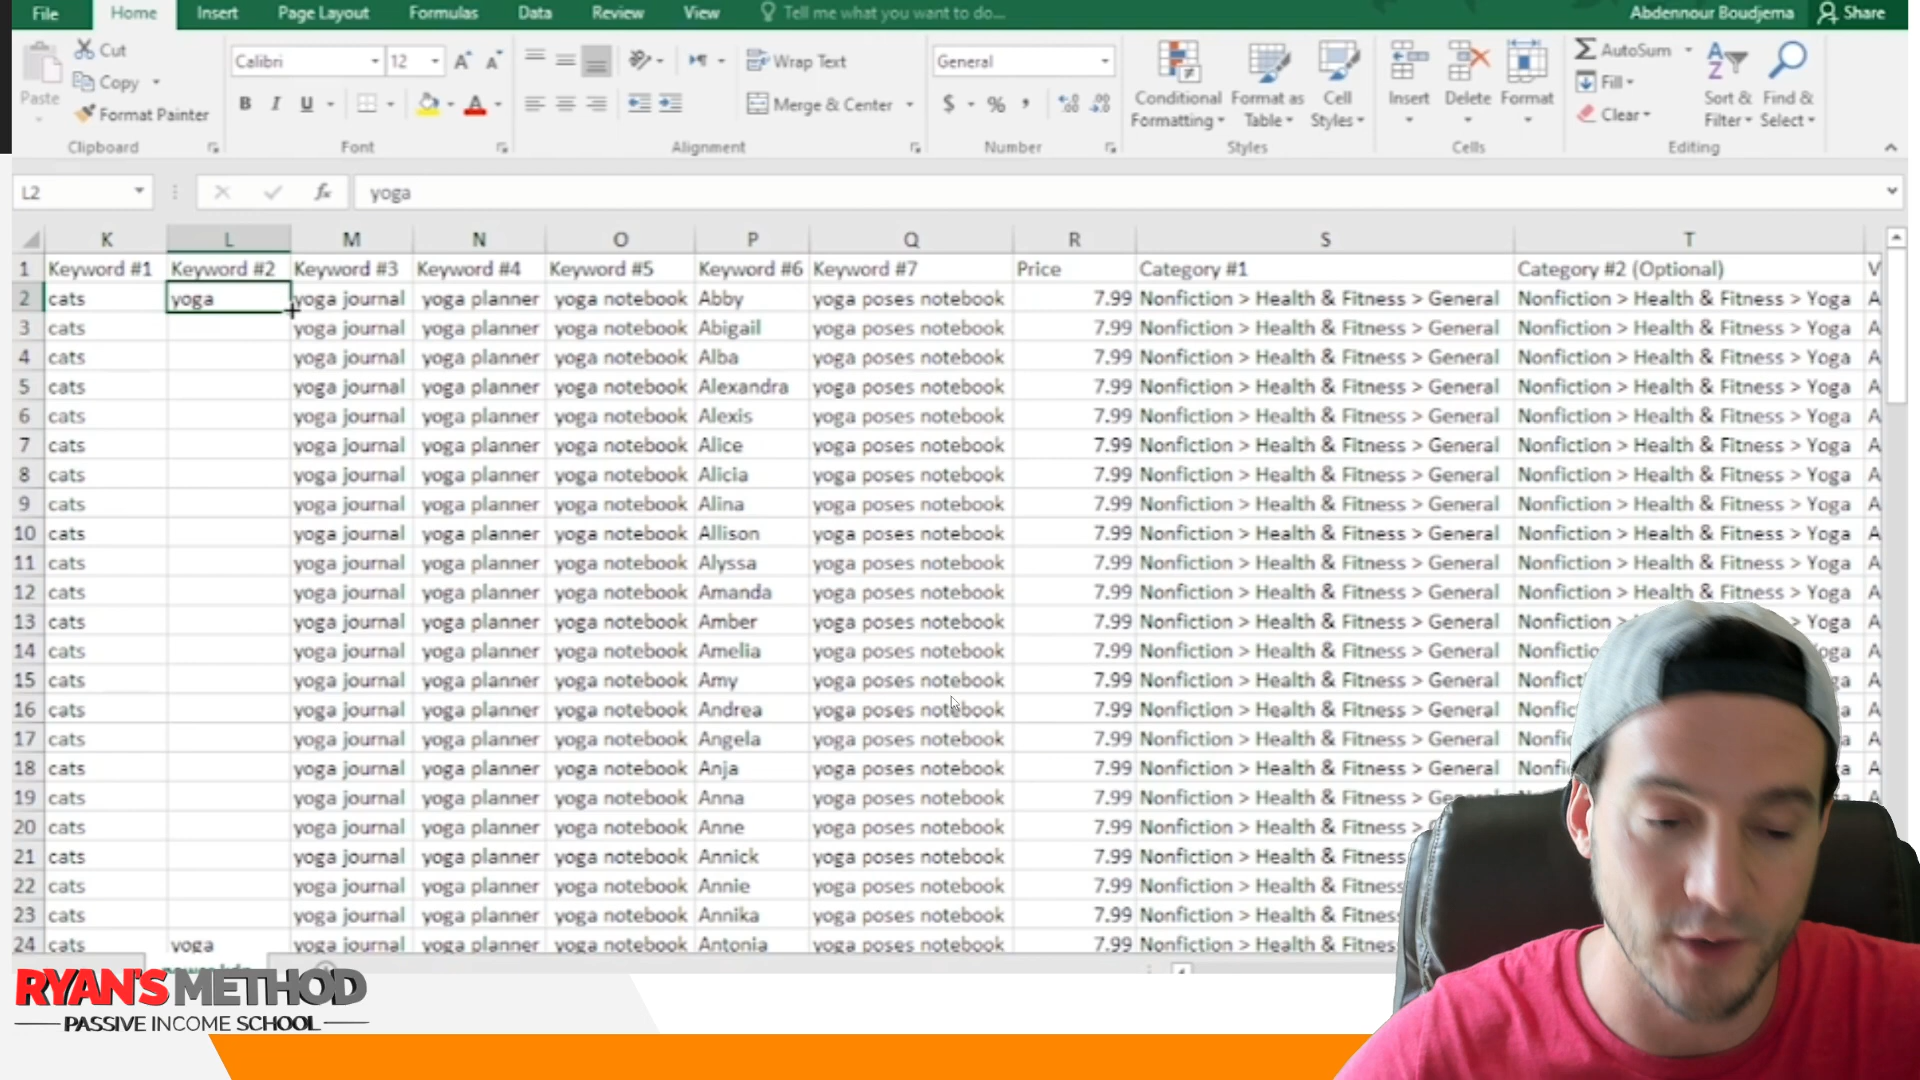 File Home Insert Page Layout Formulas Data Review View Tell me what you want to do... Abdennour Boudjema Share
Cut
Copy
Format Painter
Paste
Clipboard
Calibri 12
B I U
Font
Wrap Text
Merge & Center
Alignment
General
$ % ,
Number
Conditional Formatting
Format as Table
Cell Styles
Styles
Insert Delete Format
Cells
AutoSum
Fill
Clear
Sort & Filter
Find & Select
Editing
L2 fx yoga
K L M N O P Q R S T
1 Keyword #1 Keyword #2 Keyword #3 Keyword #4 Keyword #5 Keyword #6 Keyword #7 Price Category #1 Category #2 (Optional) V
2 cats yoga yoga journal yoga planner yoga notebook Abby yoga poses notebook 7.99 Nonfiction > Health & Fitness > General Nonfiction > Health & Fitness > Yoga A
3 cats yoga journal yoga planner yoga notebook Abigail yoga poses notebook 7.99 Nonfiction > Health & Fitness > General Nonfiction > Health & Fitness > Yoga A
4 cats yoga journal yoga planner yoga notebook Alba yoga poses notebook 7.99 Nonfiction > Health & Fitness > General Nonfiction > Health & Fitness > Yoga A
5 cats yoga journal yoga planner yoga notebook Alexandra yoga poses notebook 7.99 Nonfiction > Health & Fitness > General Nonfiction > Health & Fitness > Yoga A
6 cats yoga journal yoga planner yoga notebook Alexis yoga poses notebook 7.99 Nonfiction > Health & Fitness > General Nonfiction > Health & Fitness > Yoga A
7 cats yoga journal yoga planner yoga notebook Alice yoga poses notebook 7.99 Nonfiction > Health & Fitness > General Nonfiction > Health & Fitness > Yoga A
8 cats yoga journal yoga planner yoga notebook Alicia yoga poses notebook 7.99 Nonfiction > Health & Fitness > General Nonfiction > Health & Fitness > Yoga A
9 cats yoga journal yoga planner yoga notebook Alina yoga poses notebook 7.99 Nonfiction > Health & Fitness > General Nonfiction > Health & Fitness > Yoga A
10 cats yoga journal yoga planner yoga notebook Allison yoga poses notebook 7.99 Nonfiction > Health & Fitness > General Nonfiction > Health & Fitness > Yoga A
11 cats yoga journal yoga planner yoga notebook Alyssa yoga poses notebook 7.99 Nonfiction > Health & Fitness > General Nonfiction > Health & Fitness > Yoga A
12 cats yoga journal yoga planner yoga notebook Amanda yoga poses notebook 7.99 Nonfiction > Health & Fitness > General Nonfiction > Health & Fitness > Yoga A
13 cats yoga journal yoga planner yoga notebook Amber yoga poses notebook 7.99 Nonfiction > Health & Fitness > General Nonfiction > Yoga A
14 cats yoga journal yoga planner yoga notebook Amelia yoga poses notebook 7.99 Nonfiction > Health & Fitness > General A
15 cats yoga journal yoga planner yoga notebook Amy yoga poses notebook 7.99 Nonfiction > Health & Fitness > General A
16 cats yoga journal yoga planner yoga notebook Andrea yoga poses notebook 7.99 Nonfiction > Health & Fitness > General A
17 cats yoga journal yoga planner yoga notebook Angela yoga poses notebook 7.99 Nonfiction > Health & Fitness > General A
18 cats yoga journal yoga planner yoga notebook Anja yoga poses notebook 7.99 Nonfiction > Health & Fitness > General A
19 cats yoga journal yoga planner yoga notebook Anna yoga poses notebook 7.99 Nonfiction > Health & Fitness > A
20 cats yoga journal yoga planner yoga notebook Anne yoga poses notebook 7.99 Nonfiction > Health & Fitness >
21 cats yoga journal yoga planner yoga notebook Annick yoga poses notebook 7.99 Nonfiction > Health & Fitness
22 cats yoga journal yoga planner yoga notebook Annie yoga poses notebook 7.99 Nonfiction > Health & Fitness
23 cats yoga journal yoga planner yoga notebook Annika yoga poses notebook 7.99 Nonfiction > Health &
24 cats yoga yoga journal yoga planner yoga notebook Antonia yoga poses notebook 7.99 Nonfiction > Health &
RYAN'S METHOD
PASSIVE INCOME SCHOOL